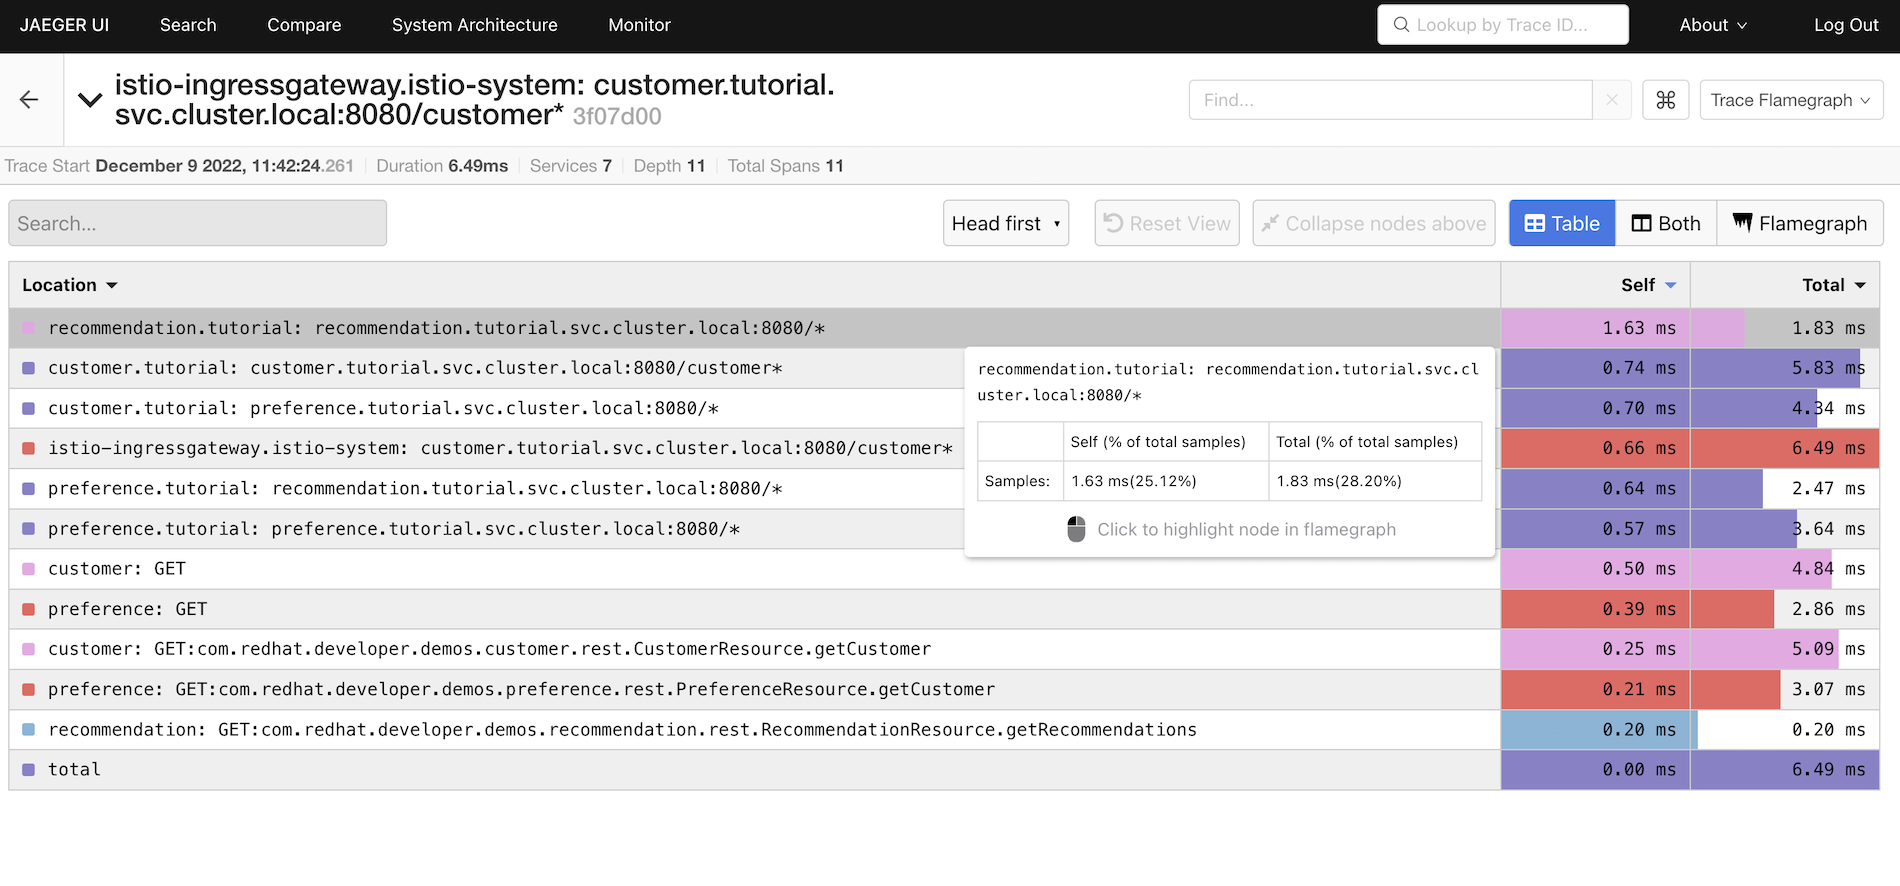 JAEGER UI Search Compare System Architecture Monitor Lookup by Trace ID... About Log Out
istio-ingressgateway.istio-system: customer.tutorial.
svc.cluster.local:8080/customer* 3f07d00
Find... Trace Flamegraph
Trace Start December 9 2022, 11:42:24.261 Duration 6.49ms Services 7 Depth 11 Total Spans 11
Search... Head first Reset View Collapse nodes above Table Both Flamegraph
Location Self Total
recommendation.tutorial: recommendation.tutorial.svc.cluster.local:8080/* 1.63 ms 1.83 ms
customer.tutorial: customer.tutorial.svc.cluster.local:8080/customer* 0.74 ms 5.83 ms
customer.tutorial: preference.tutorial.svc.cluster.local:8080/* 0.70 ms 4.34 ms
istio-ingressgateway.istio-system: customer.tutorial.svc.cluster.local:8080/customer* 0.66 ms 6.49 ms
preference.tutorial: recommendation.tutorial.svc.cluster.local:8080/* 0.64 ms 2.47 ms
preference.tutorial: preference.tutorial.svc.cluster.local:8080/* 0.57 ms 3.64 ms
customer: GET 0.50 ms 4.84 ms
preference: GET 0.39 ms 2.86 ms
customer: GET:com.redhat.developer.demos.customer.rest.CustomerResource.getCustomer 0.25 ms 5.09 ms
preference: GET:com.redhat.developer.demos.preference.rest.PreferenceResource.getCustomer 0.21 ms 3.07 ms
recommendation: GET:com.redhat.developer.demos.recommendation.rest.RecommendationResource.getRecommendations 0.20 ms 0.20 ms
total 0.00 ms 6.49 ms
recommendation.tutorial: recommendation.tutorial.svc.cl
uster.local:8080/*
Self (% of total samples) Total (% of total samples)
Samples: 1.63 ms(25.12%) 1.83 ms(28.20%)
Click to highlight node in flamegraph